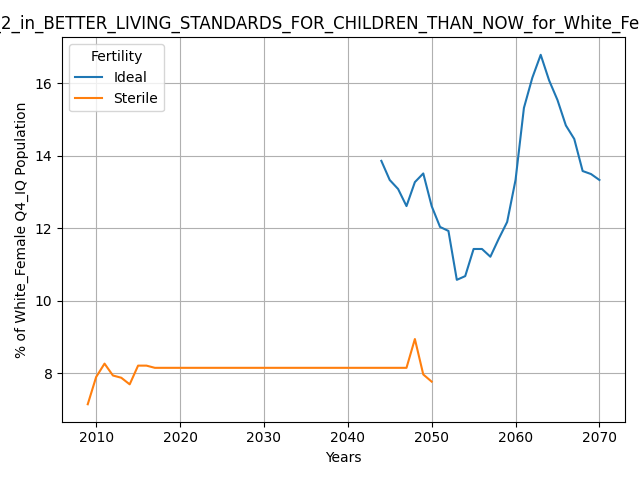 _2_in_BETTER_LIVING_STANDARDS_FOR_CHILDREN_THAN_NOW_for_White_Fe
Fertility
Ideal
Sterile
% of White_Female Q4_IQ Population
16
14
12
10
8
2010 2020 2030 2040 2050 2060 2070
Years